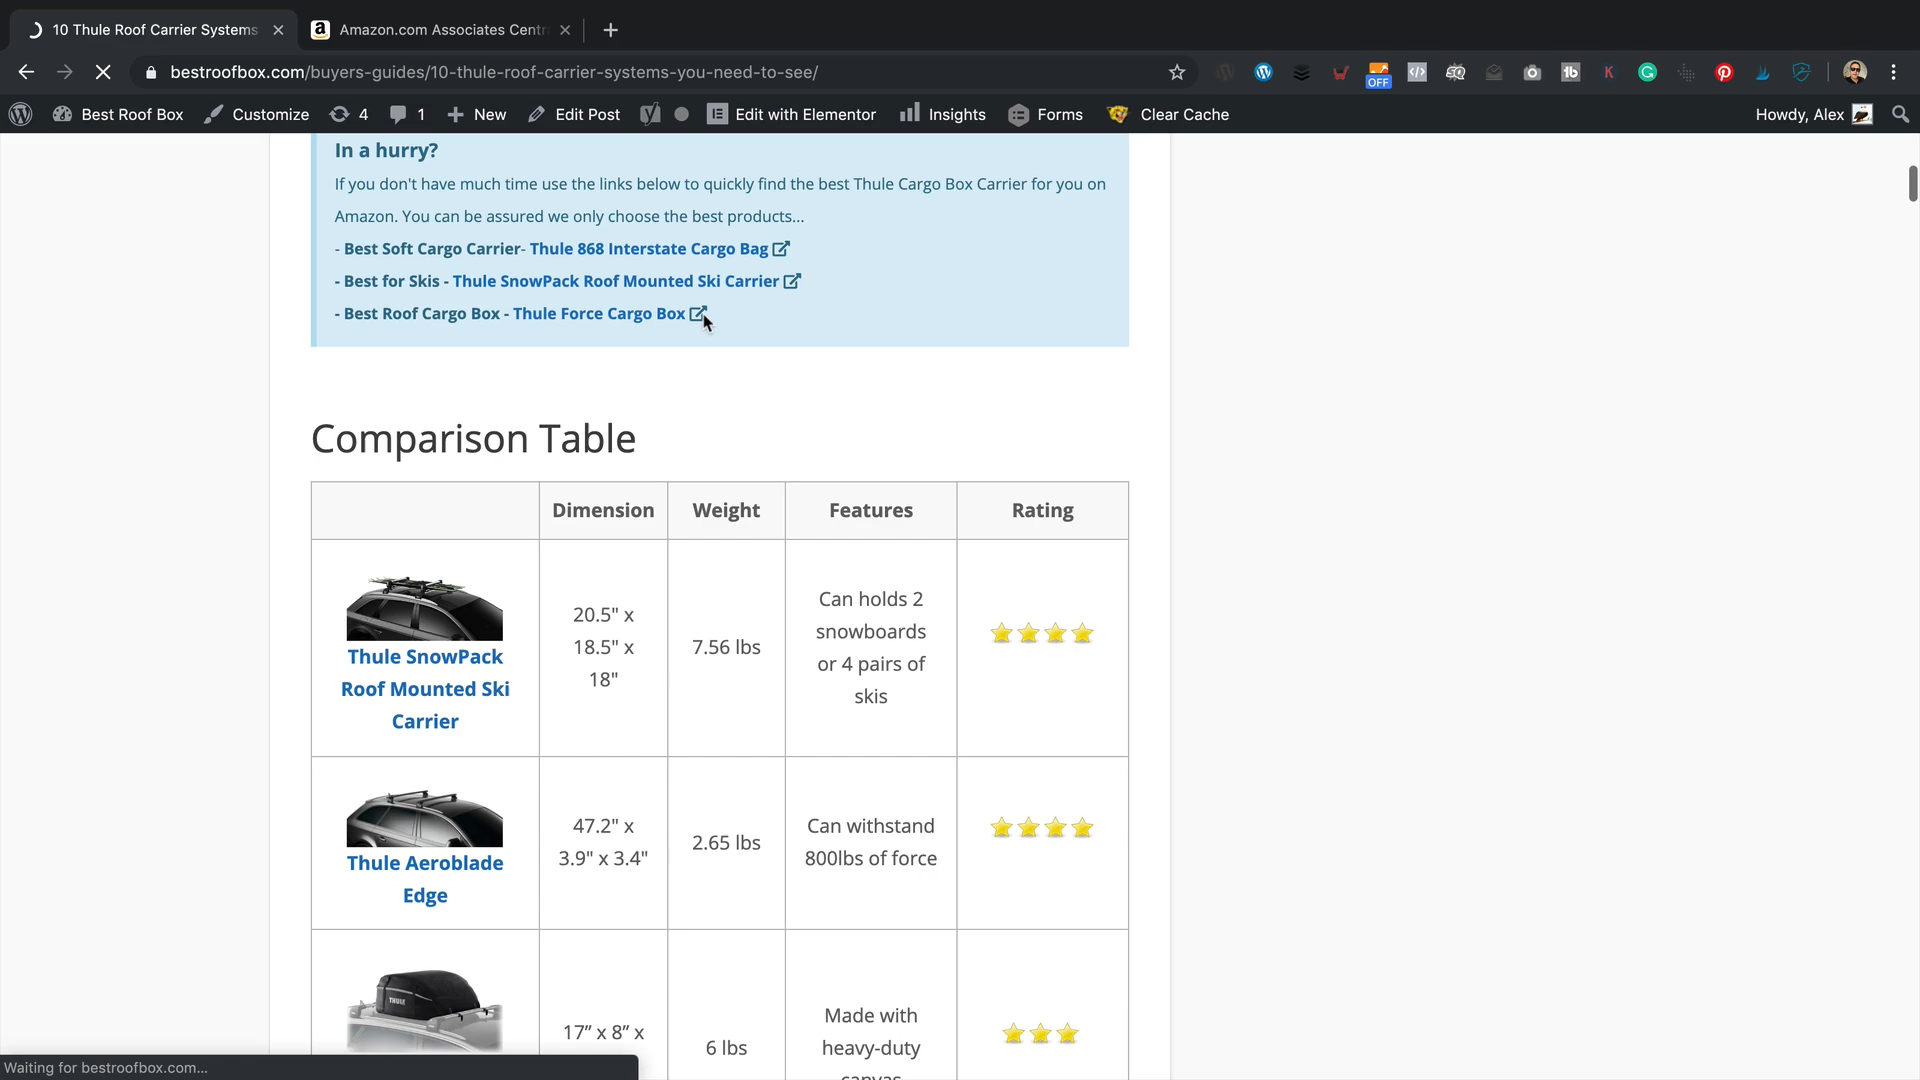 10 Thule Roof Carrier Systems
Amazon.com Associates Cent
bestroofbox.com/buyers-guides/10-thule-roof-carrier-systems-you-need-to-see/
OFF
Best Roof Box
Customize
4
1
New
Edit Post
Edit with Elementor
Insights
Forms
Clear Cache
Howdy, Alex
In a hurry?
If you don't have much time use the links below to quickly find the best Thule Cargo Box Carrier for you on
Amazon. You can be assured we only choose the best products...
- Best Soft Cargo Carrier- Thule 868 Interstate Cargo Bag
- Best for Skis - Thule SnowPack Roof Mounted Ski Carrier
- Best Roof Cargo Box - Thule Force Cargo Box
Comparison Table
Dimension
Weight
Features
Rating
Thule SnowPack
Roof Mounted Ski
Carrier
20.5" x
18.5" x
18"
7.56 lbs
Can holds 2
snowboards
or 4 pairs of
skis
Thule Aeroblade
Edge
47.2" x
3.9" x 3.4"
2.65 lbs
Can withstand
800lbs of force
THULE
17” x 8” x
6 lbs
Made with
heavy-duty
canvas
Waiting for bestroofbox.com...